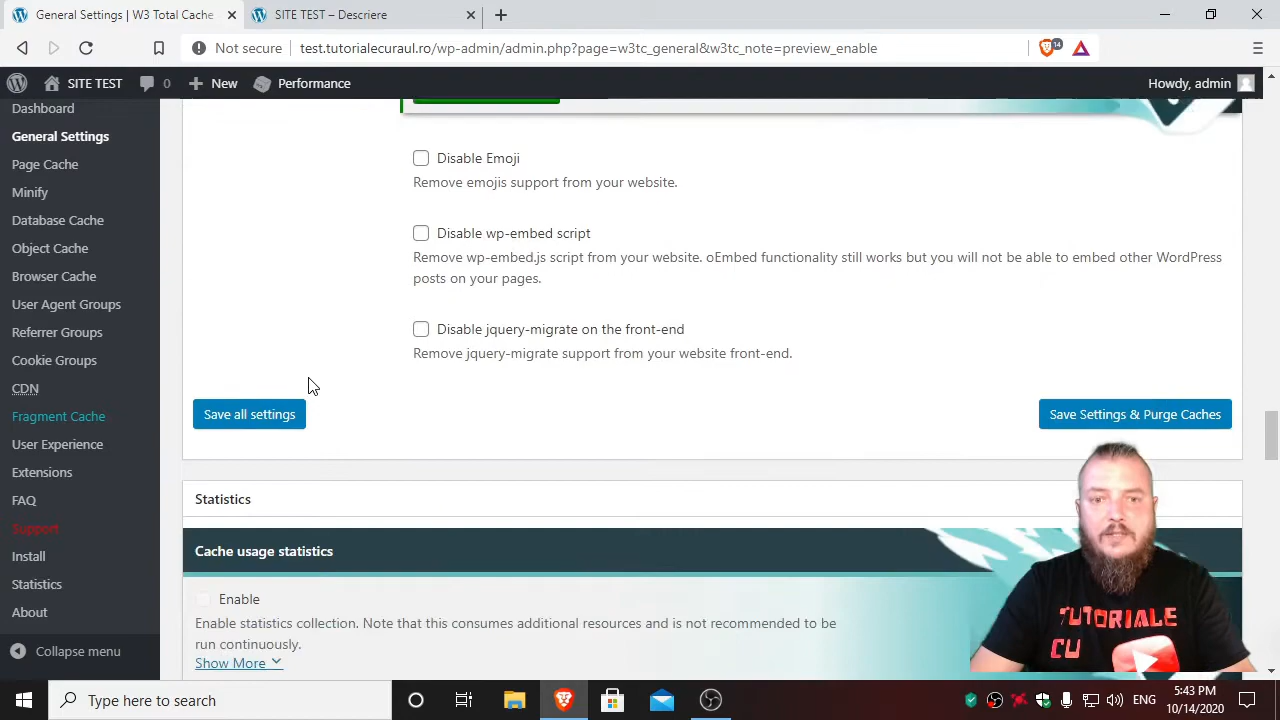 General Settings | W3 Total Cache
SITE TEST – Descriere
Not secure
test.tutorialecuraul.ro/wp-admin/admin.php?page=w3tc_general&w3tc_note=preview_enable
14
SITE TEST
0
New
Performance
Howdy, admin
Dashboard
General Settings
Page Cache
Minify
Database Cache
Object Cache
Browser Cache
User Agent Groups
Referrer Groups
Cookie Groups
CDN
Fragment Cache
User Experience
Extensions
FAQ
Support
Install
Statistics
About
Collapse menu
Disable Emoji
Remove emojis support from your website.
Disable wp-embed script
Remove wp-embed.js script from your website. oEmbed functionality still works but you will not be able to embed other WordPress
posts on your pages.
Disable jquery-migrate on the front-end
Remove jquery-migrate support from your website front-end.
Save all settings
Save Settings & Purge Caches
Statistics
Cache usage statistics
Enable
Enable statistics collection. Note that this consumes additional resources and is not recommended to be
run continuously.
Show More
TUTORIALE
CU
Type here to search
ENG
5:43 PM
10/14/2020